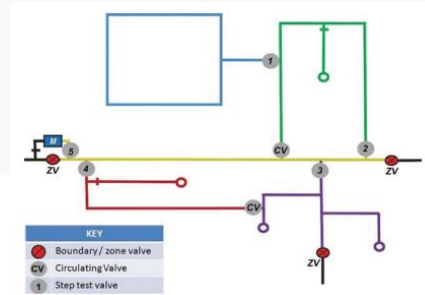 1
M
5
CV
2
ZV
4
3
ZV
CV
ZV
KEY
Boundary / zone valve
CV Circulating Valve
1 Step test valve